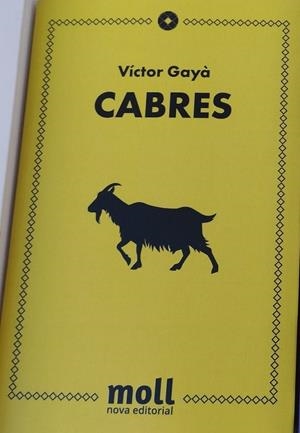 Víctor Gayà
CABRES
moll
nova editorial